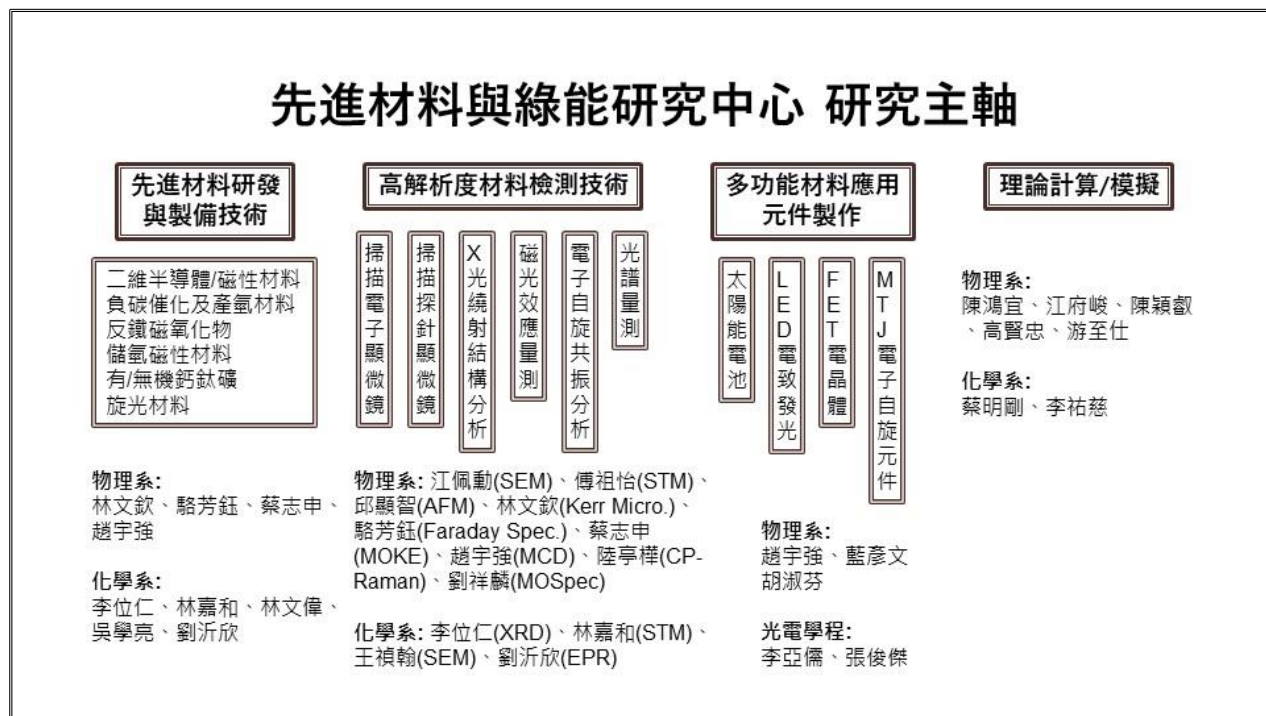 先進材料與綠能研究中心 研究主軸
先進材料研發
與製備技術
二維半導體/磁性材料
負碳催化及產氫材料
反鐵磁氧化物
儲氫磁性材料
有/無機鈣鈦礦
旋光材料
物理系:
林文欽、駱芳鈺、蔡志申、
趙宇強
化學系:
李位仁、林嘉和、林文偉、
吳學亮、劉沂欣
高解析度材料檢測技術
掃描電子顯微鏡
掃描探針顯微鏡
X光繞射結構分析
磁光效應量測
電子自旋共振分析
光譜量測
物理系: 江佩勳(SEM)、傅祖怡(STM)、
邱顯智(AFM)、林文欽(Kerr Micro.)、
駱芳鈺(Faraday Spec.)、蔡志申
(MOKE)、趙宇強(MCD)、陸亭樺(CP-
Raman)、劉祥麟(MOSpec)
化學系: 李位仁(XRD)、林嘉和(STM)、
王禎翰(SEM)、劉沂欣(EPR)
多功能材料應用
元件製作
太陽能電池
LED電致發光
FET電晶體
MTJ電子自旋元件
物理系:
趙宇強、藍彥文
胡淑芬
光電學程:
李亞儒、張俊傑
理論計算/模擬
物理系:
陳鴻宜、江府峻、陳穎叡
、高賢忠、游至仕
化學系:
蔡明剛、李祐慈